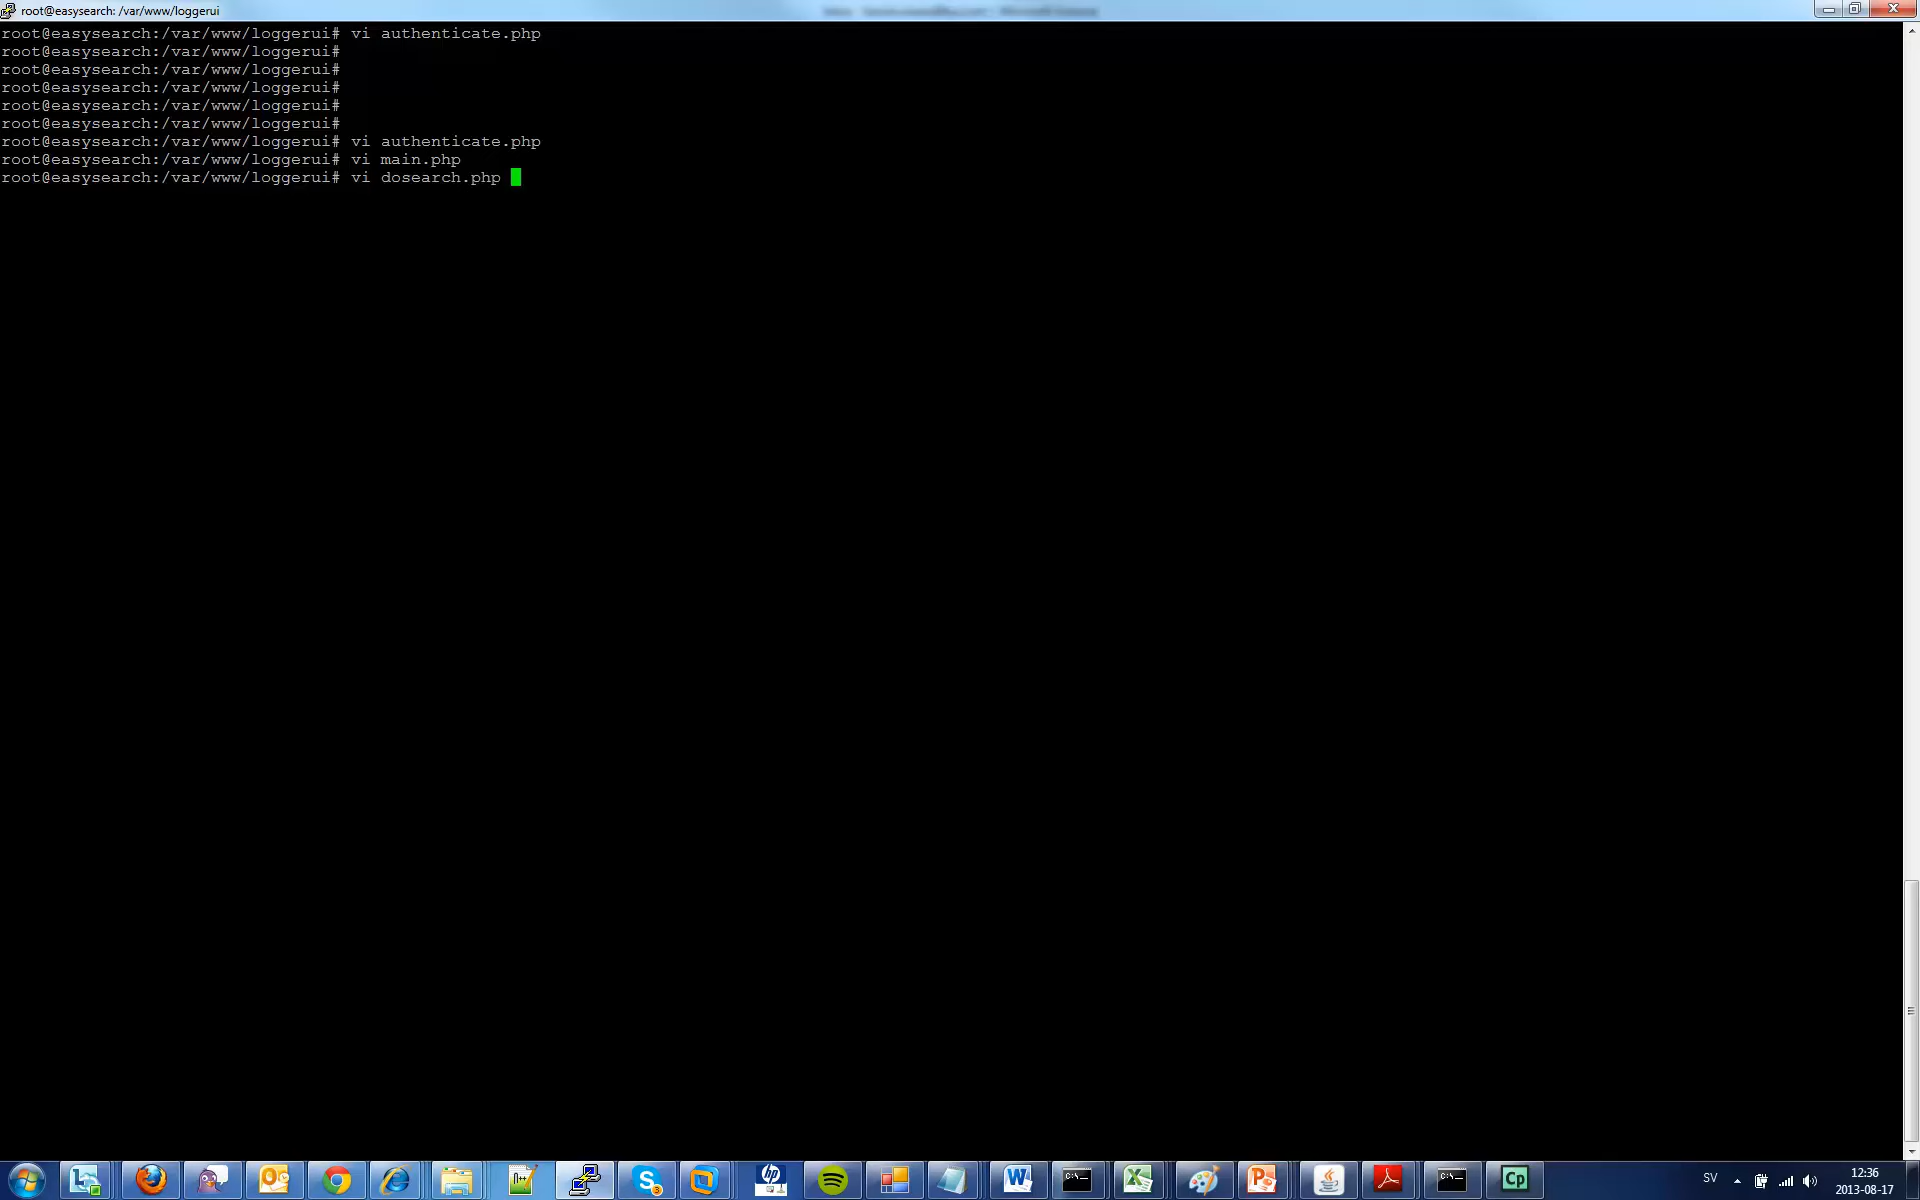 root@easysearch: /var/www/loggerui
root@easysearch:/var/www/loggerui# vi authenticate.php
root@easysearch:/var/www/loggerui#
root@easysearch:/var/www/loggerui#
root@easysearch:/var/www/loggerui#
root@easysearch:/var/www/loggerui#
root@easysearch:/var/www/loggerui#
root@easysearch:/var/www/loggerui# vi authenticate.php
root@easysearch:/var/www/loggerui# vi main.php
root@easysearch:/var/www/loggerui# vi dosearch.php
SV
12:36
2013-08-17